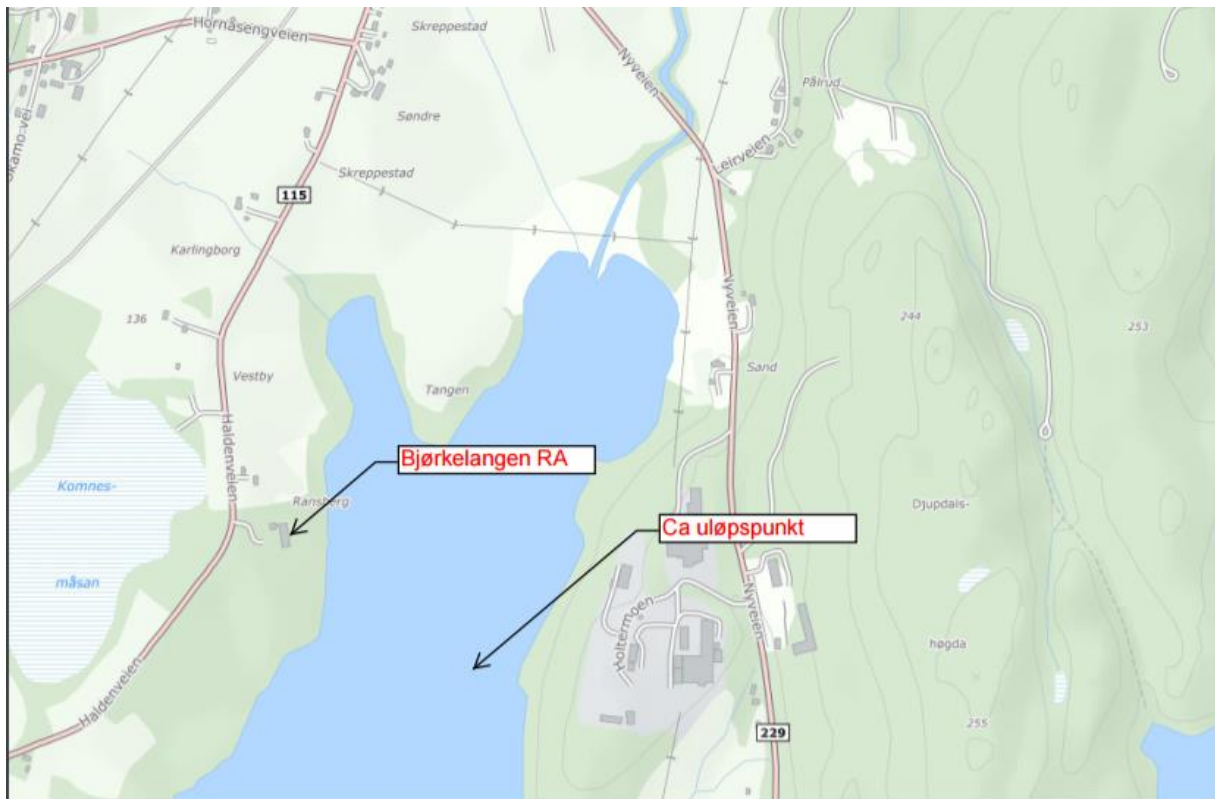 Hornåsengveien
Skreppestad
Nyveien
Pålrud
Søndre
Leirveien
Skreppestad
115
Karlingborg
Nyveien
136
244
253
Vestby
Tangen
Sand
Haldenveien
Bjørkelangen RA
Komnes-
Ransberg
Djupdals-
Ca uløpspunkt
måsan
Nyveien
Holtermoen
høgda
Haldenveien
255
229